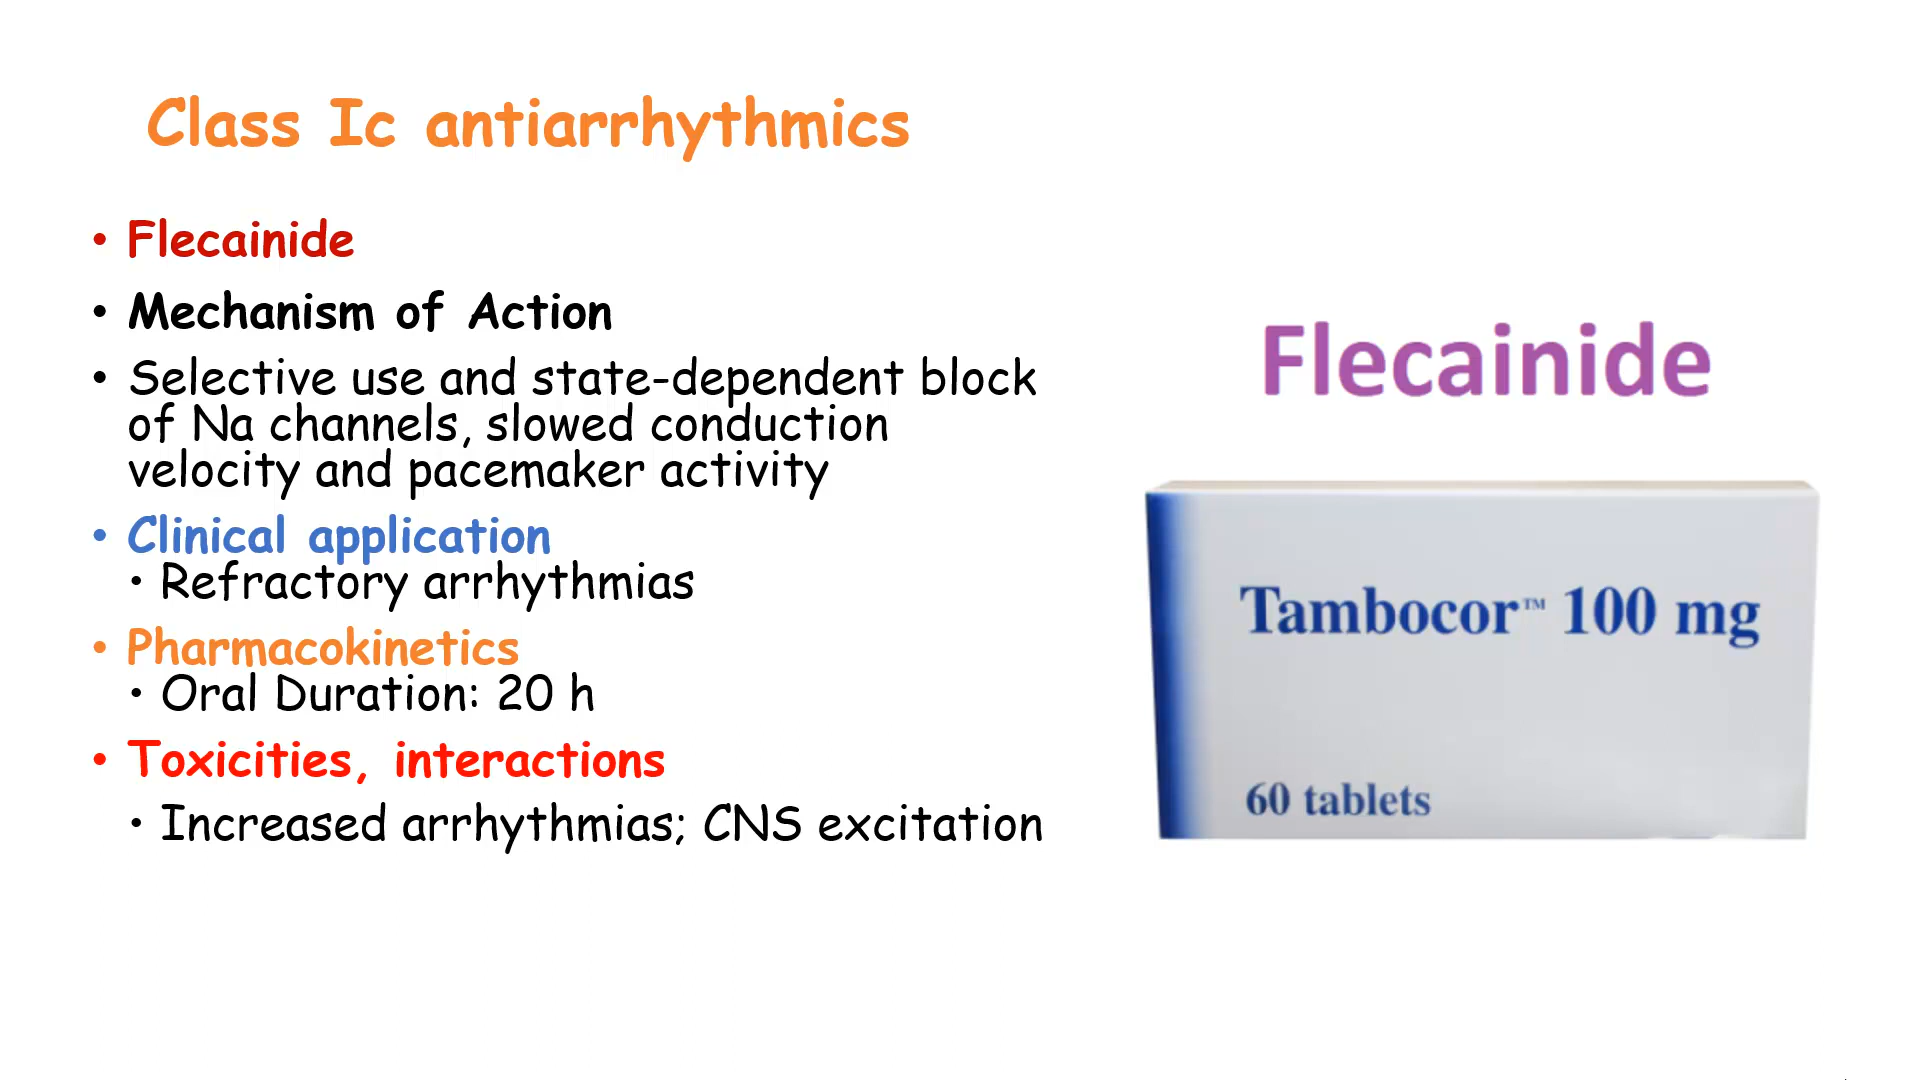 Class Ic antiarrhythmics
• Flecainide
• Mechanism of Action
• Selective use and state-dependent block
of Na channels, slowed conduction
velocity and pacemaker activity
• Clinical application
• Refractory arrhythmias
• Pharmacokinetics
• Oral Duration: 20 h
• Toxicities, interactions
• Increased arrhythmias; CNS excitation
Flecainide
Tambocor™ 100 mg
60 tablets